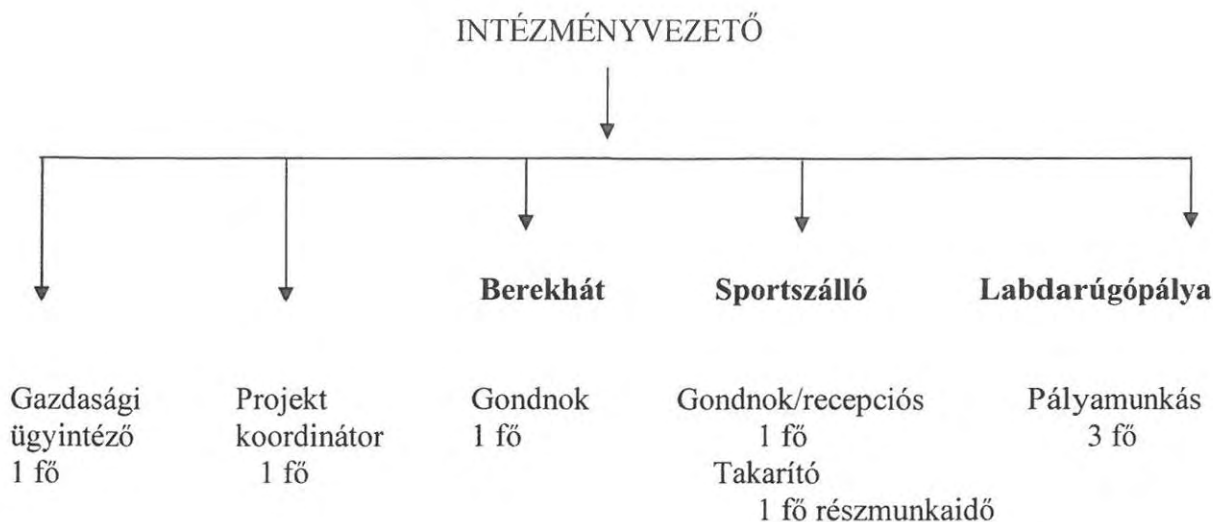 INTÉZMÉNYVEZETŐ
Berekhát
Sportszálló
Labdarúgópálya
Gazdasági
ügyintéző
1 fő
Projekt
koordinátor
1 fő
Gondnok
1 fő
Gondnok/recepciós
1 fő
Takarító
1 fő részmunkaidő
Pályamunkás
3 fő